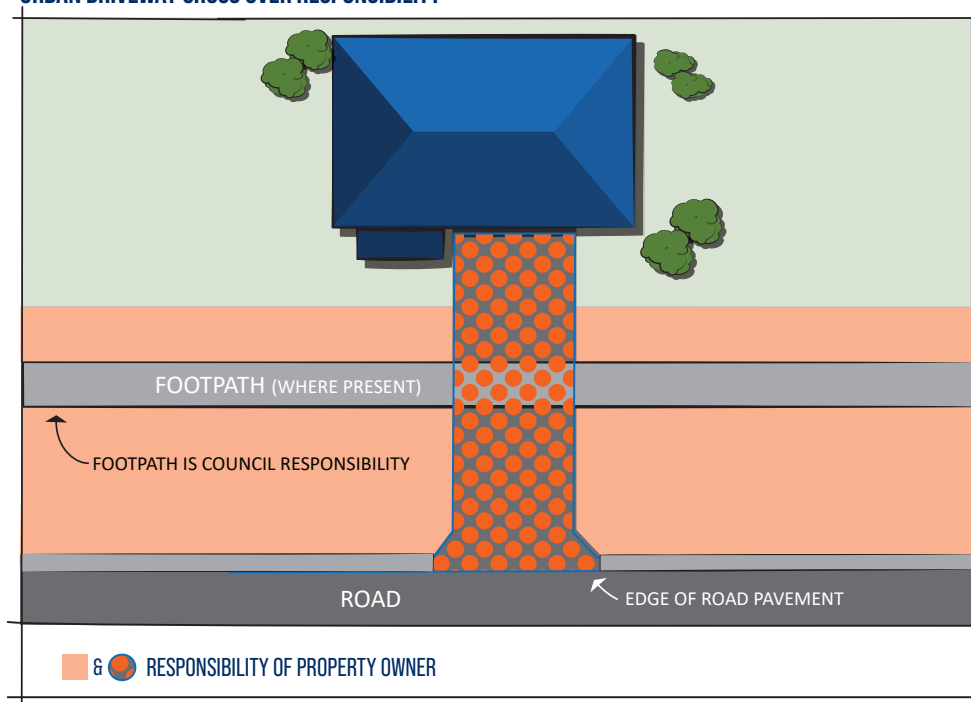 URBAN DRIVEWAY CROSS OVER RESPONSIBILITY
FOOTPATH (WHERE PRESENT)
FOOTPATH IS COUNCIL RESPONSIBILITY
ROAD
EDGE OF ROAD PAVEMENT
& RESPONSIBILITY OF PROPERTY OWNER